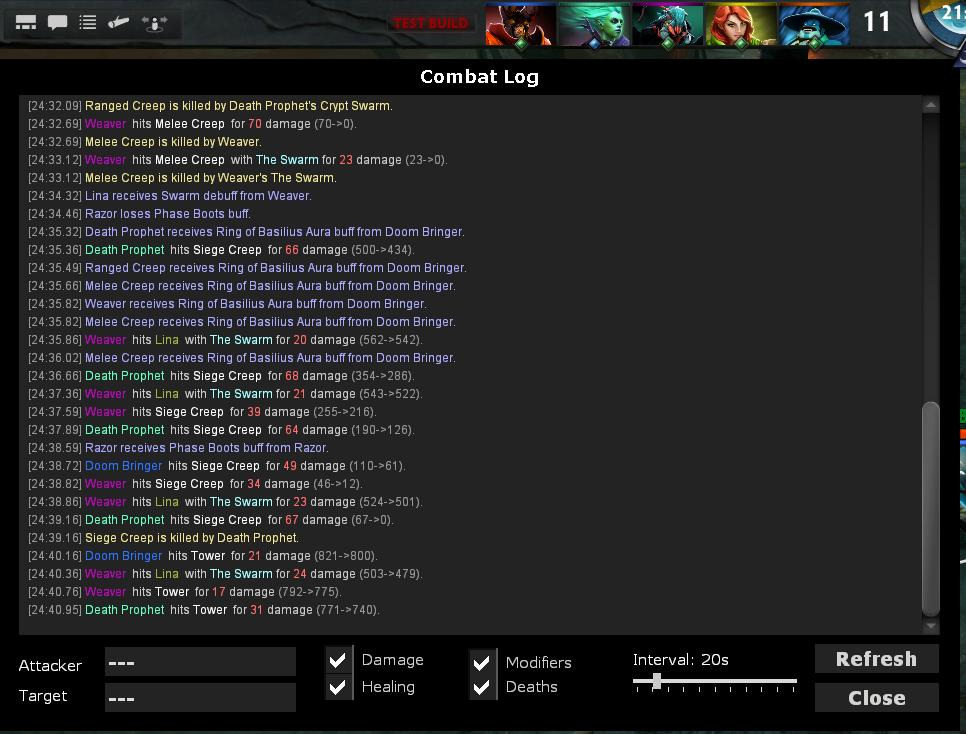 TEST BUILD
11
21:
Combat Log
[24:32.09] Ranged Creep is killed by Death Prophet's Crypt Swarm.
[24:32.69] Weaver hits Melee Creep for 70 damage (70->0).
[24:32.69] Melee Creep is killed by Weaver.
[24:33.12] Weaver hits Melee Creep with The Swarm for 23 damage (23->0).
[24:33.12] Melee Creep is killed by Weaver's The Swarm.
[24:34.32] Lina receives Swarm debuff from Weaver.
[24:34.46] Razor loses Phase Boots buff.
[24:35.32] Death Prophet receives Ring of Basilius Aura buff from Doom Bringer.
[24:35.36] Death Prophet hits Siege Creep for 66 damage (500->434).
[24:35.49] Ranged Creep receives Ring of Basilius Aura buff from Doom Bringer.
[24:35.66] Melee Creep receives Ring of Basilius Aura buff from Doom Bringer.
[24:35.82] Weaver receives Ring of Basilius Aura buff from Doom Bringer.
[24:35.82] Melee Creep receives Ring of Basilius Aura buff from Doom Bringer.
[24:35.86] Weaver hits Lina with The Swarm for 20 damage (562->542).
[24:36.02] Melee Creep receives Ring of Basilius Aura buff from Doom Bringer.
[24:36.66] Death Prophet hits Siege Creep for 68 damage (354->286).
[24:37.36] Weaver hits Lina with The Swarm for 21 damage (543->522).
[24:37.59] Weaver hits Siege Creep for 39 damage (255->216).
[24:37.89] Death Prophet hits Siege Creep for 64 damage (190->126).
[24:38.59] Razor receives Phase Boots buff from Razor.
[24:38.72] Doom Bringer hits Siege Creep for 49 damage (110->61).
[24:38.82] Weaver hits Siege Creep for 34 damage (46->12).
[24:38.86] Weaver hits Lina with The Swarm for 23 damage (524->501).
[24:39.16] Death Prophet hits Siege Creep for 67 damage (67->0).
[24:39.16] Siege Creep is killed by Death Prophet.
[24:40.16] Doom Bringer hits Tower for 21 damage (821->800).
[24:40.36] Weaver hits Lina with The Swarm for 24 damage (503->479).
[24:40.76] Weaver hits Tower for 17 damage (792->775).
[24:40.95] Death Prophet hits Tower for 31 damage (771->740).
Attacker ---
Target ---
Damage
Healing
Modifiers
Deaths
Interval: 20s
Refresh
Close